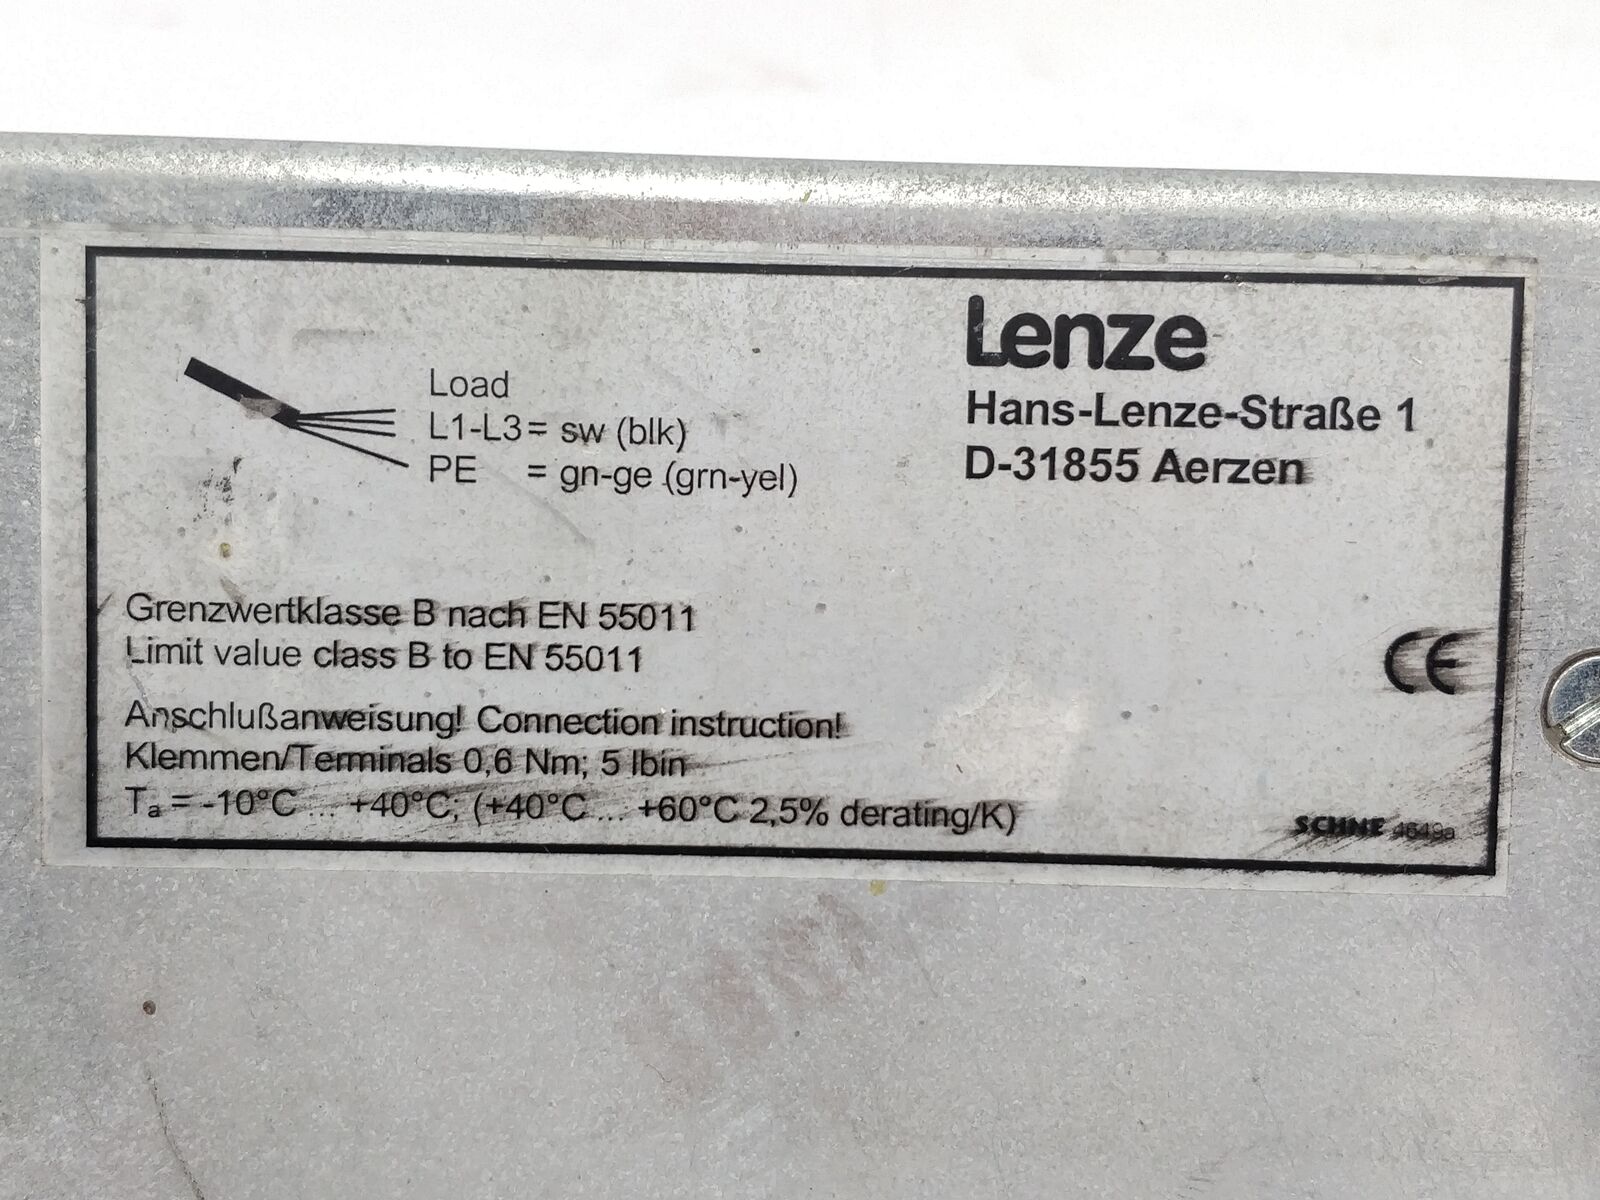 Load
L1-L3= sw (blk)
PE = gn-ge (grn-yel)
Lenze
Hans-Lenze-Straße 1
D-31855 Aerzen
Grenzwertklasse B nach EN 55011
Limit value class B to EN 55011
CE
Anschlußanweisung! Connection instruction!
Klemmen/Terminals 0,6 Nm; 5 lbin
Ta = -10°C ... +40°C; (+40°C ... +60°C 2,5% derating/K)
SCHNE 4649a